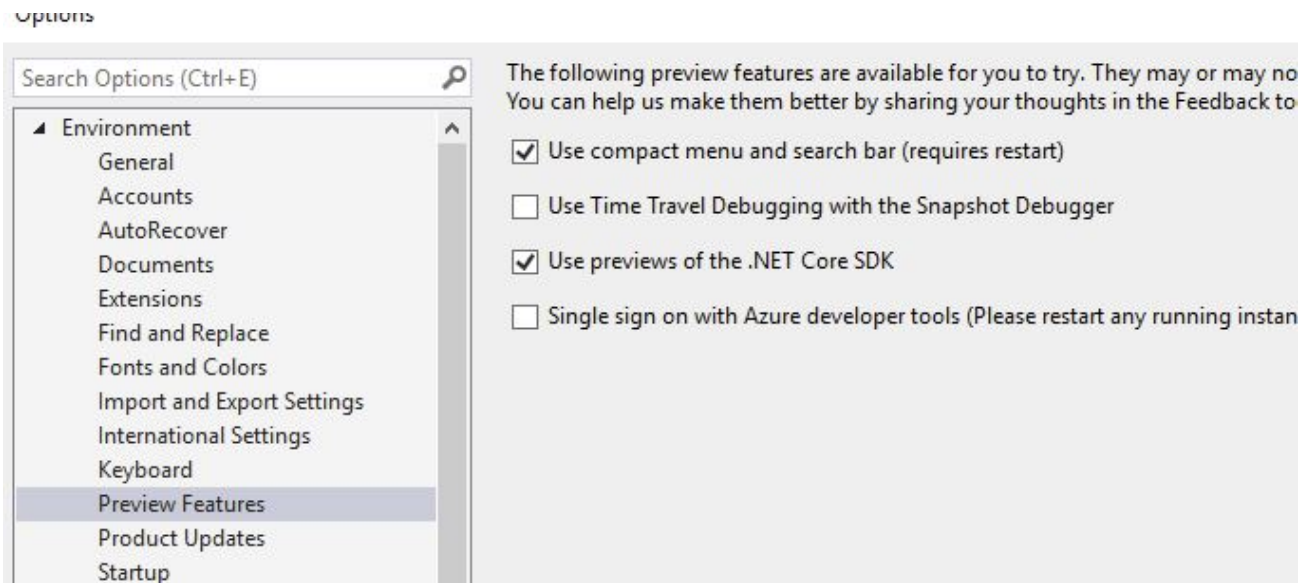 Options
Search Options (Ctrl+E)
The following preview features are available for you to try. They may or may no
You can help us make them better by sharing your thoughts in the Feedback to
Environment
General
Accounts
AutoRecover
Documents
Extensions
Find and Replace
Fonts and Colors
Import and Export Settings
International Settings
Keyboard
Preview Features
Product Updates
Startup
Use compact menu and search bar (requires restart)
Use Time Travel Debugging with the Snapshot Debugger
Use previews of the .NET Core SDK
Single sign on with Azure developer tools (Please restart any running instan